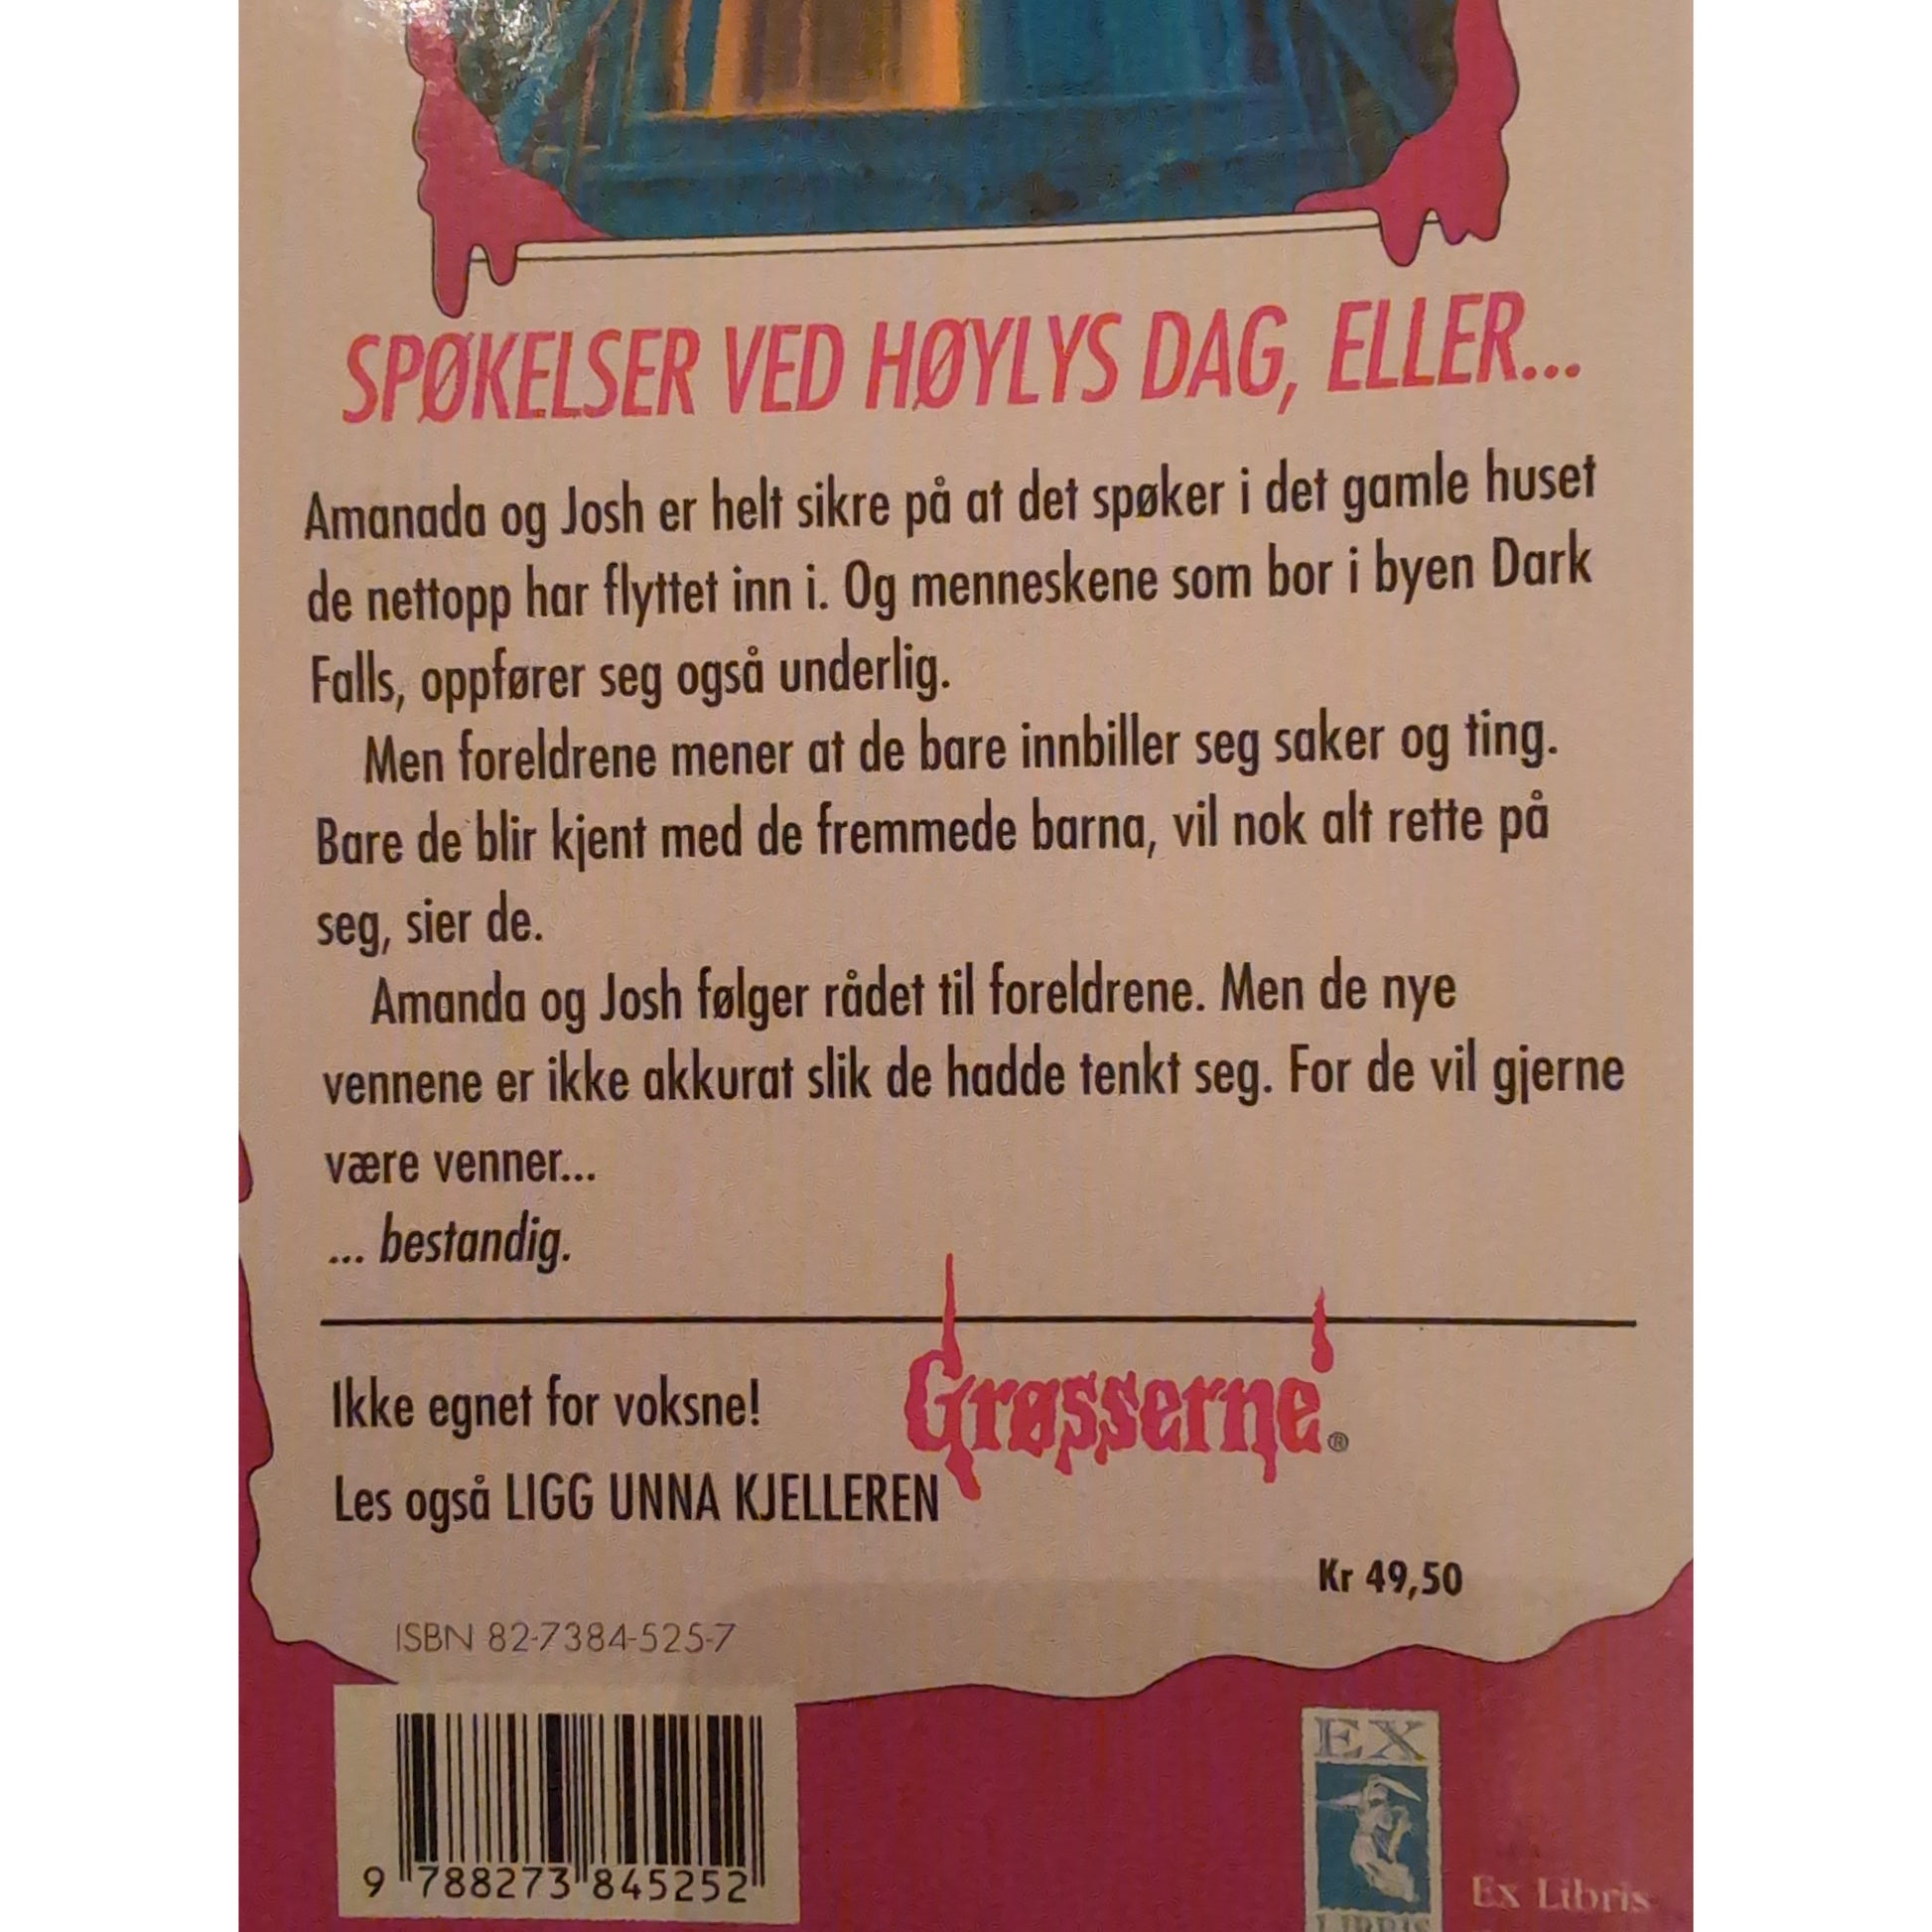 SPØKELSER VED HØYLYS DAG, ELLER...
Amanada og Josh er helt sikre på at det spøker i det gamle huset
de nettopp har flyttet inn i. Og menneskene som bor i byen Dark
Falls, oppfører seg også underlig.
Men foreldrene mener at de bare innbiller seg saker og ting.
Bare de blir kjent med de fremmede barna, vil nok alt rette på
seg, sier de.
Amanda og Josh følger rådet til foreldrene. Men de nye
vennene er ikke akkurat slik de hadde tenkt seg. For de vil gjerne
være venner...
... bestandig.
Ikke egnet for voksne!
Grøsserne®
Les også LIGG UNNA KJELLEREN
Kr 49,50
ISBN 82-7384-525-7
9 788273 845252
EX
LIBRIS
Ex Libris